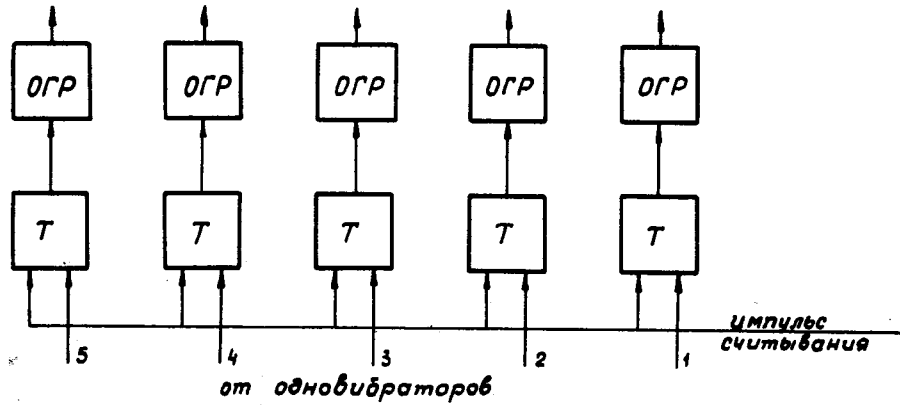 ОГР ОГР ОГР ОГР ОГР
Т Т Т Т Т
импульс
считывания
5 4 3 2 1
от одновибраторов